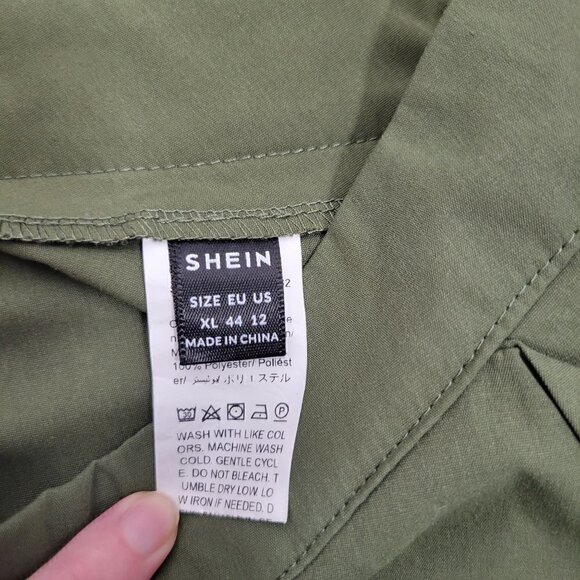 SHEIN
SIZE EU US
XL 44 12
MADE IN CHINA
100% Polyester/ Poliést
er/ بوليستر /ポリエステル
WASH WITH LIKE COL
ORS. MACHINE WASH
COLD. GENTLE CYCL
E. DO NOT BLEACH. T
UMBLE DRY LOW. LO
W IRON IF NEEDED. D